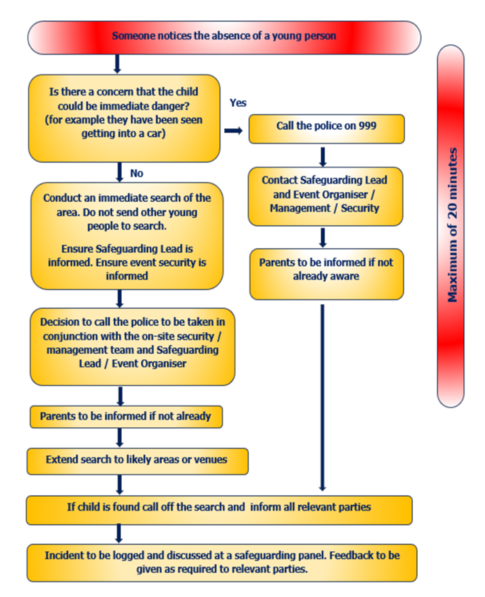 Someone notices the absence of a young person
Is there a concern that the child
could be immediate danger?
(for example they have been seen
getting into a car)
Yes
Call the police on 999
No
Contact Safeguarding Lead
and Event Organiser /
Management / Security
Conduct an immediate search of the
area. Do not send other young
people to search.
Ensure Safeguarding Lead is
informed. Ensure event security is
informed
Parents to be informed if not
already aware
Decision to call the police to be taken in
conjunction with the on-site security /
management team and Safeguarding
Lead / Event Organiser
Parents to be informed if not already
Extend search to likely areas or venues
If child is found call off the search and inform all relevant parties
Incident to be logged and discussed at a safeguarding panel. Feedback to be
given as required to relevant parties.
Maximum of 20 minutes